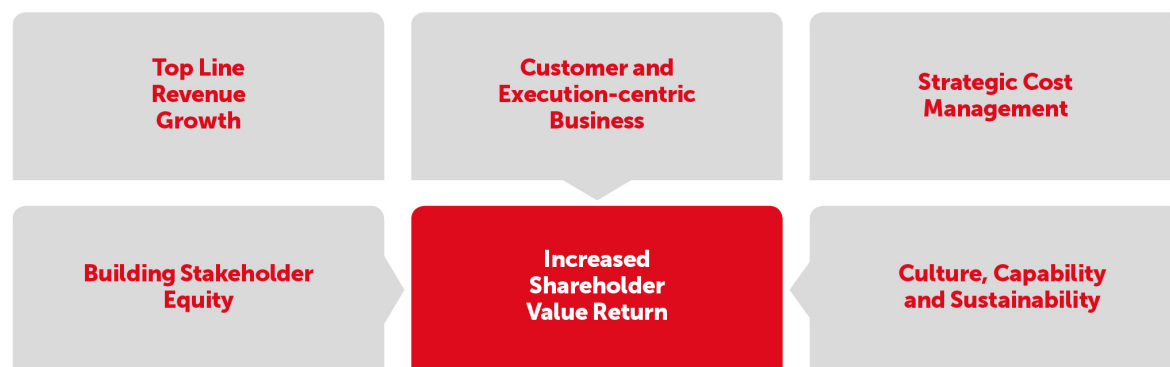 Top Line
Revenue
Growth
Customer and
Execution-centric
Business
Strategic Cost
Management
Building Stakeholder
Equity
Increased
Shareholder
Value Return
Culture, Capability
and Sustainability